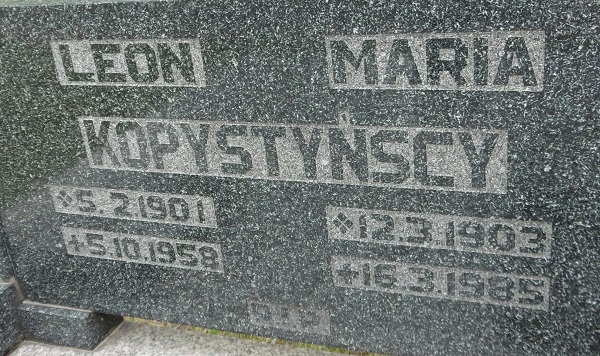 LEON MARIA
KOPYSTYŃSCY
*5.2.1901 *12.3.1903
+5.10.1958 +16.3.1985